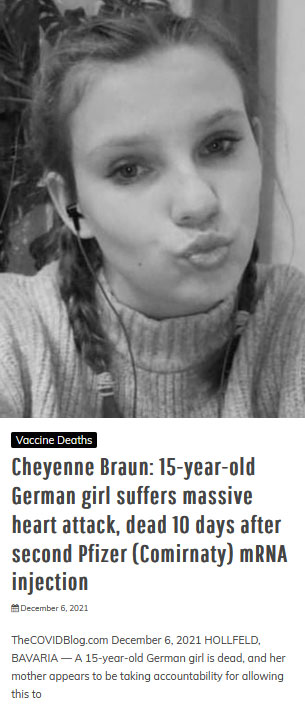 Vaccine Deaths
Cheyenne Braun: 15-year-old
German girl suffers massive
heart attack, dead 10 days after
second Pfizer (Comirnaty) mRNA
injection
December 6, 2021
TheCOVIDBlog.com December 6, 2021 HOLLFELD,
BAVARIA — A 15-year-old German girl is dead, and her
mother appears to be taking accountability for allowing
this to